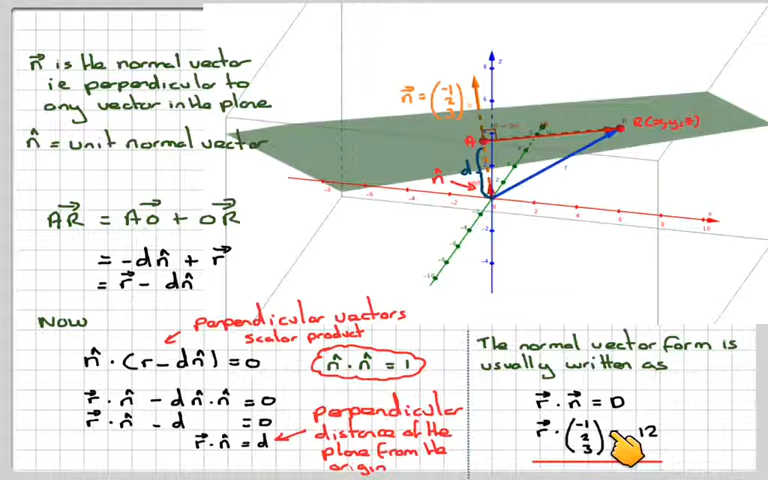 n⃗ is the normal vector
ie perpendicular to
any vector in the plane
n̂ = unit normal vector
AR⃗ = AO⃗ + OR⃗
= -dn̂ + r⃗
= r⃗ - dn̂
Now
perpendicular vectors
scalar product
n̂ · (r - dn̂) = 0
n̂ · n̂ = 1
r⃗ · n̂ - d n̂ · n̂ = 0
r⃗ · n̂ - d = 0
r⃗ · n̂ = d
perpendicular
distance of the
plane from the
origin
n⃗ = (-1 2 3)
A
R(x,y,z)
d
n̂
The normal vector form is
usually written as
r⃗ · n⃗ = D
r⃗ · (-1 2 3) 12